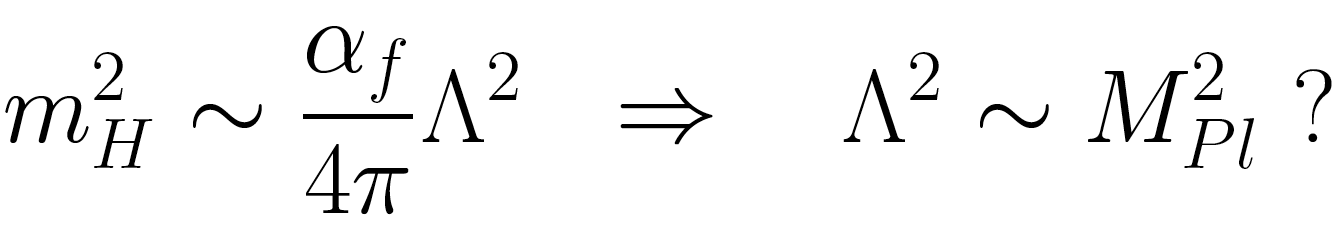 $m_H^2 \sim \frac{\alpha_f}{4\pi} \Lambda^2 \quad \Rightarrow \quad \Lambda^2 \sim M_{Pl}^2 \ ?$